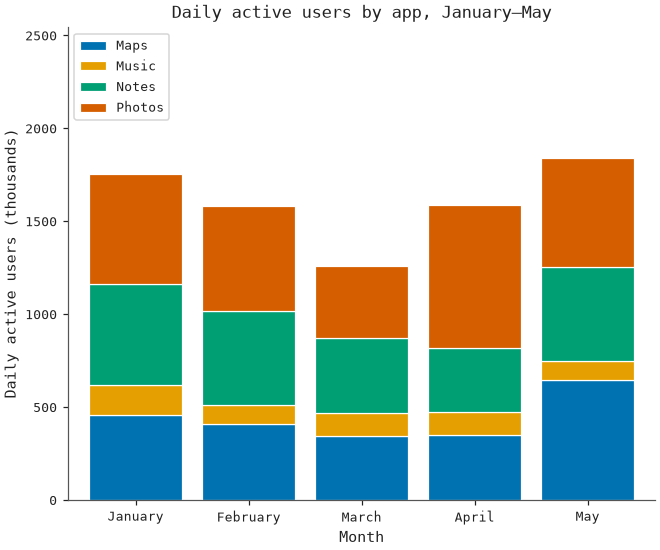 Daily active users by app, January–May
Daily active users (thousands)
2500
2000
1500
1000
500
0
Maps
Music
Notes
Photos
January
February
March
April
May
Month